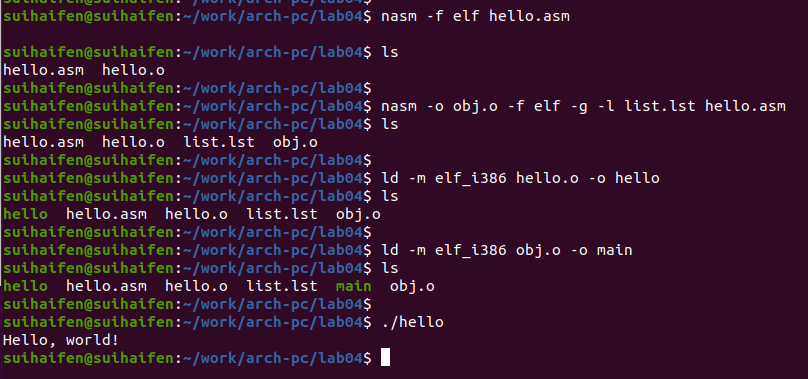 suihaifen@suihaifen:~/work/arch-pc/lab04$ nasm -f elf hello.asm
suihaifen@suihaifen:~/work/arch-pc/lab04$ ls
hello.asm  hello.o
suihaifen@suihaifen:~/work/arch-pc/lab04$
suihaifen@suihaifen:~/work/arch-pc/lab04$ nasm -o obj.o -f elf -g -l list.lst hello.asm
suihaifen@suihaifen:~/work/arch-pc/lab04$ ls
hello.asm  hello.o  list.lst  obj.o
suihaifen@suihaifen:~/work/arch-pc/lab04$
suihaifen@suihaifen:~/work/arch-pc/lab04$ ld -m elf_i386 hello.o -o hello
suihaifen@suihaifen:~/work/arch-pc/lab04$ ls
hello  hello.asm  hello.o  list.lst  obj.o
suihaifen@suihaifen:~/work/arch-pc/lab04$
suihaifen@suihaifen:~/work/arch-pc/lab04$ ld -m elf_i386 obj.o -o main
suihaifen@suihaifen:~/work/arch-pc/lab04$ ls
hello  hello.asm  hello.o  list.lst  main  obj.o
suihaifen@suihaifen:~/work/arch-pc/lab04$
suihaifen@suihaifen:~/work/arch-pc/lab04$ ./hello
Hello, world!
suihaifen@suihaifen:~/work/arch-pc/lab04$